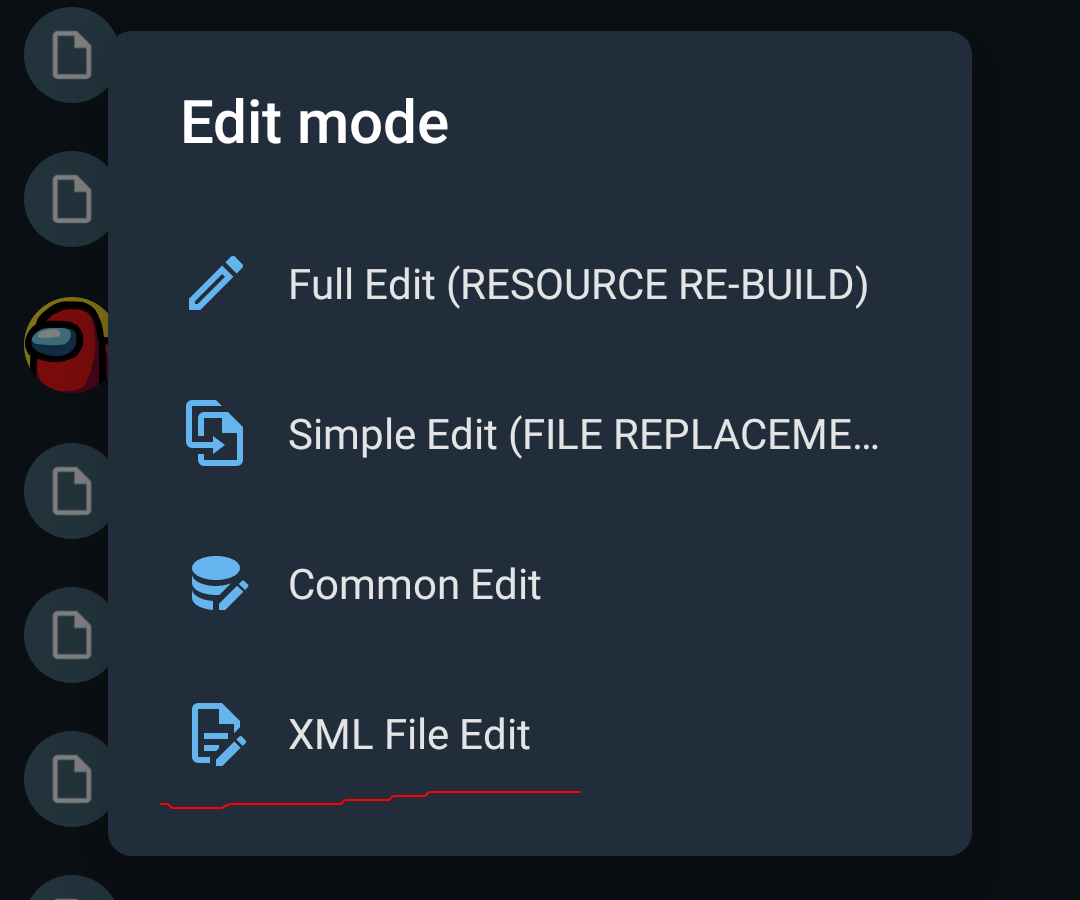 Edit mode
Full Edit (RESOURCE RE-BUILD)
Simple Edit (FILE REPLACEME...
Common Edit
XML File Edit